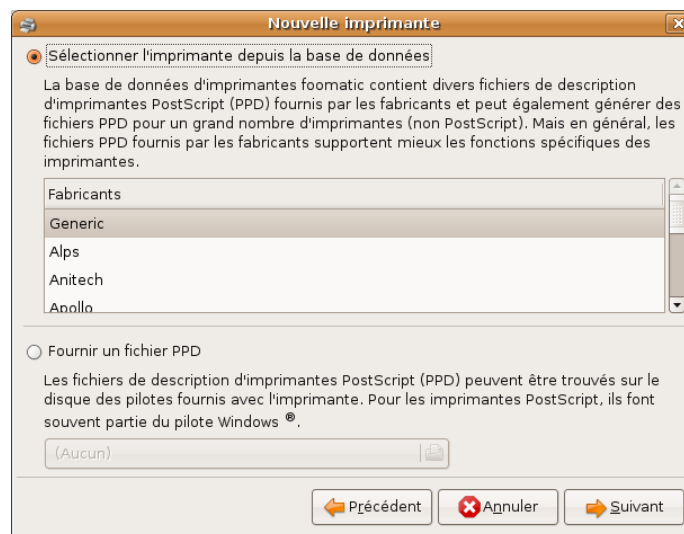 Nouvelle imprimante
Sélectionner l'imprimante depuis la base de données
La base de données d'imprimantes foomatic contient divers fichiers de description
d'imprimantes PostScript (PPD) fournis par les fabricants et peut également générer des
fichiers PPD pour un grand nombre d'imprimantes (non PostScript). Mais en général, les
fichiers PPD fournis par les fabricants supportent mieux les fonctions spécifiques des
imprimantes.
Fabricants
Generic
Alps
Anitech
Apollo
Fournir un fichier PPD
Les fichiers de description d'imprimantes PostScript (PPD) peuvent être trouvés sur le
disque des pilotes fournis avec l'imprimante. Pour les imprimantes PostScript, ils font
souvent partie du pilote Windows ®.
(Aucun)
Précédent
Annuler
Suivant